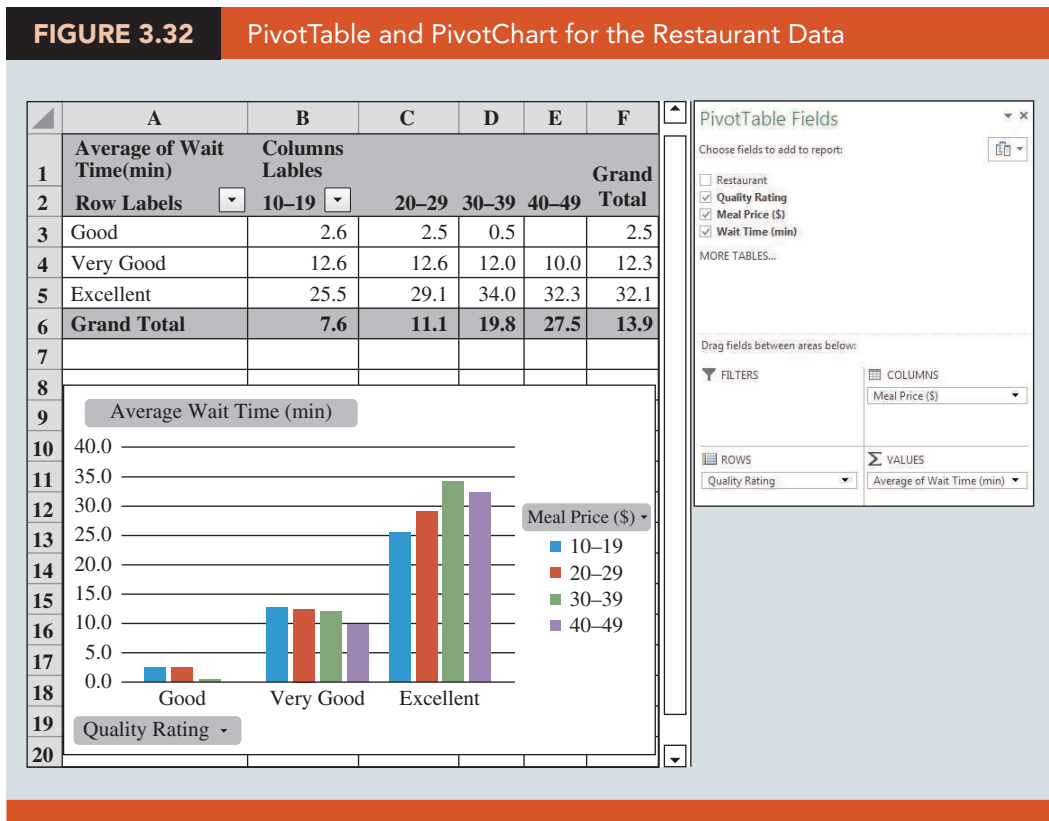 FIGURE 3.32 PivotTable and PivotChart for the Restaurant Data
A B C D E F
1 Average of Wait Time(min) Columns Lables
2 Row Labels 10–19 20–29 30–39 40–49 Grand Total
3 Good 2.6 2.5 0.5 2.5
4 Very Good 12.6 12.6 12.0 10.0 12.3
5 Excellent 25.5 29.1 34.0 32.3 32.1
6 Grand Total 7.6 11.1 19.8 27.5 13.9
7
8
9
10
11
12
13
14
15
16
17
18
19
20
Average Wait Time (min)
40.0
35.0
30.0
25.0
20.0
15.0
10.0
5.0
0.0
Good Very Good Excellent
Quality Rating
Meal Price ($)
10–19
20–29
30–39
40–49
PivotTable Fields
Choose fields to add to report:
Restaurant
Quality Rating
Meal Price ($)
Wait Time (min)
MORE TABLES...
Drag fields between areas below:
FILTERS
COLUMNS
Meal Price ($)
ROWS
Quality Rating
Σ VALUES
Average of Wait Time (min)